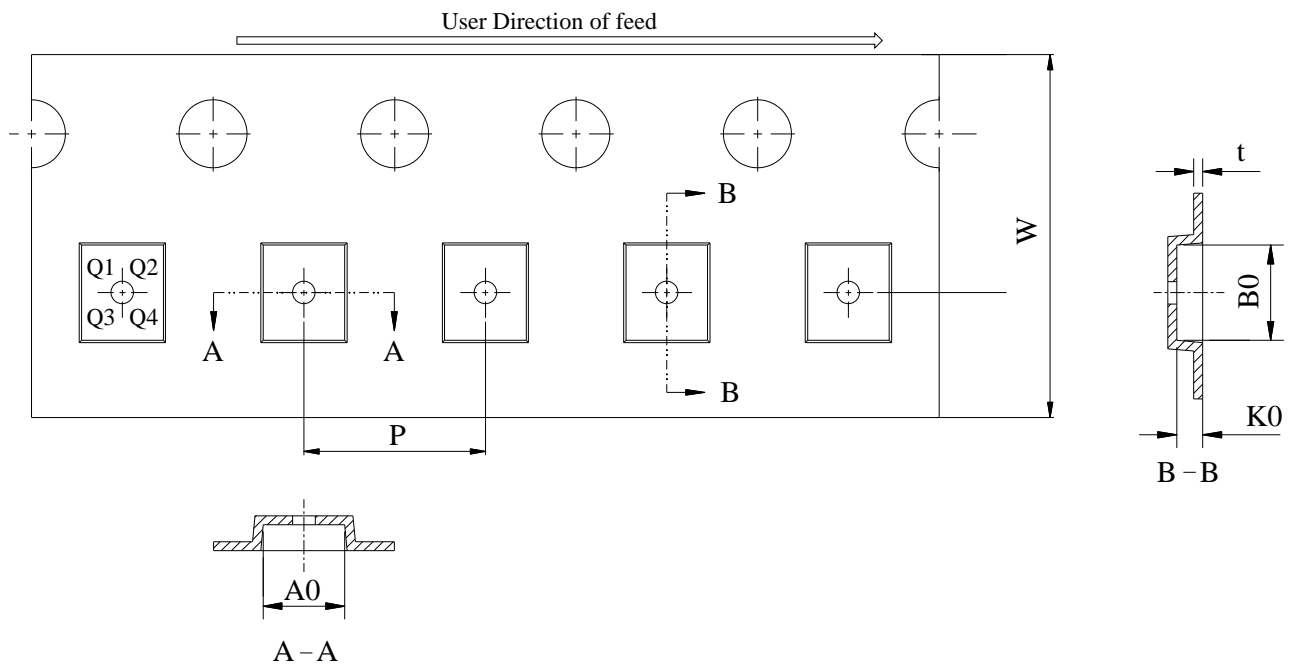 User Direction of feed
t
B
W
Q1 Q2
B0
Q3 Q4
A A
B
K0
P
B - B
A0
A - A